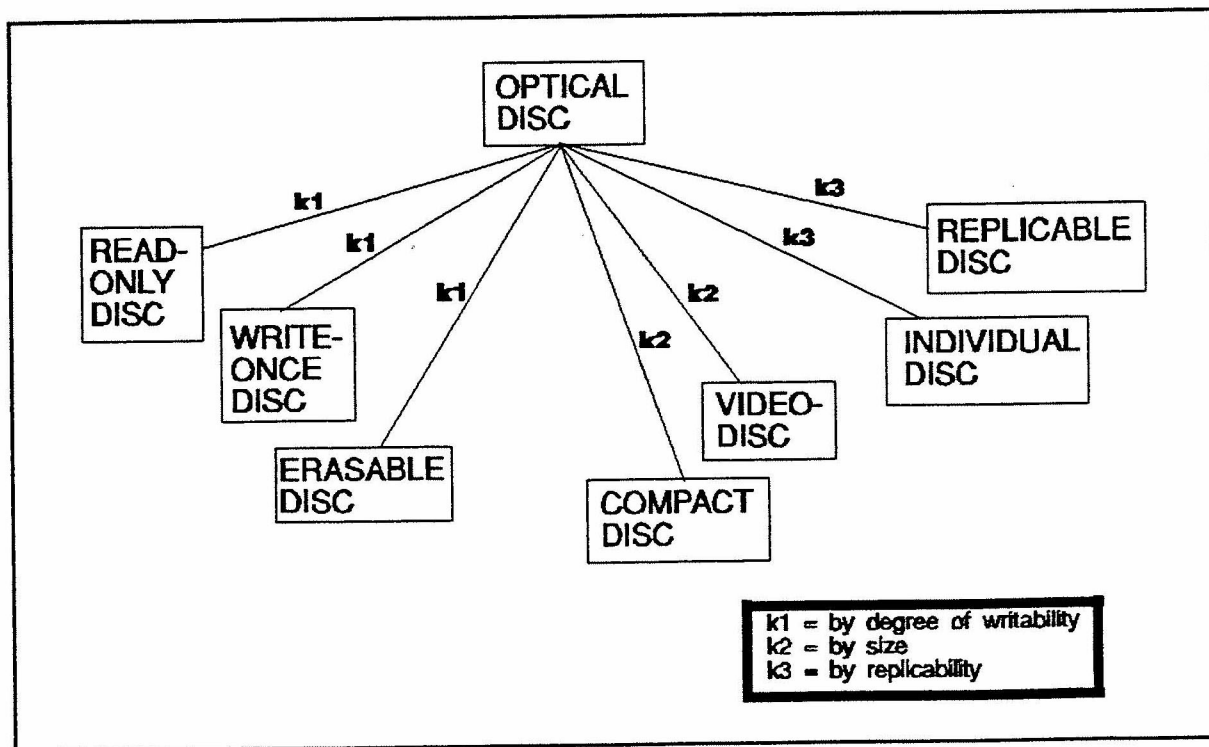 OPTICAL
DISC
k1
k1
k1
k2
k2
k3
k3
READ-
ONLY
DISC
WRITE-
ONCE
DISC
ERASABLE
DISC
COMPACT
DISC
VIDEO-
DISC
INDIVIDUAL
DISC
REPLICABLE
DISC
k1 = by degree of writability
k2 = by size
k3 = by replicability